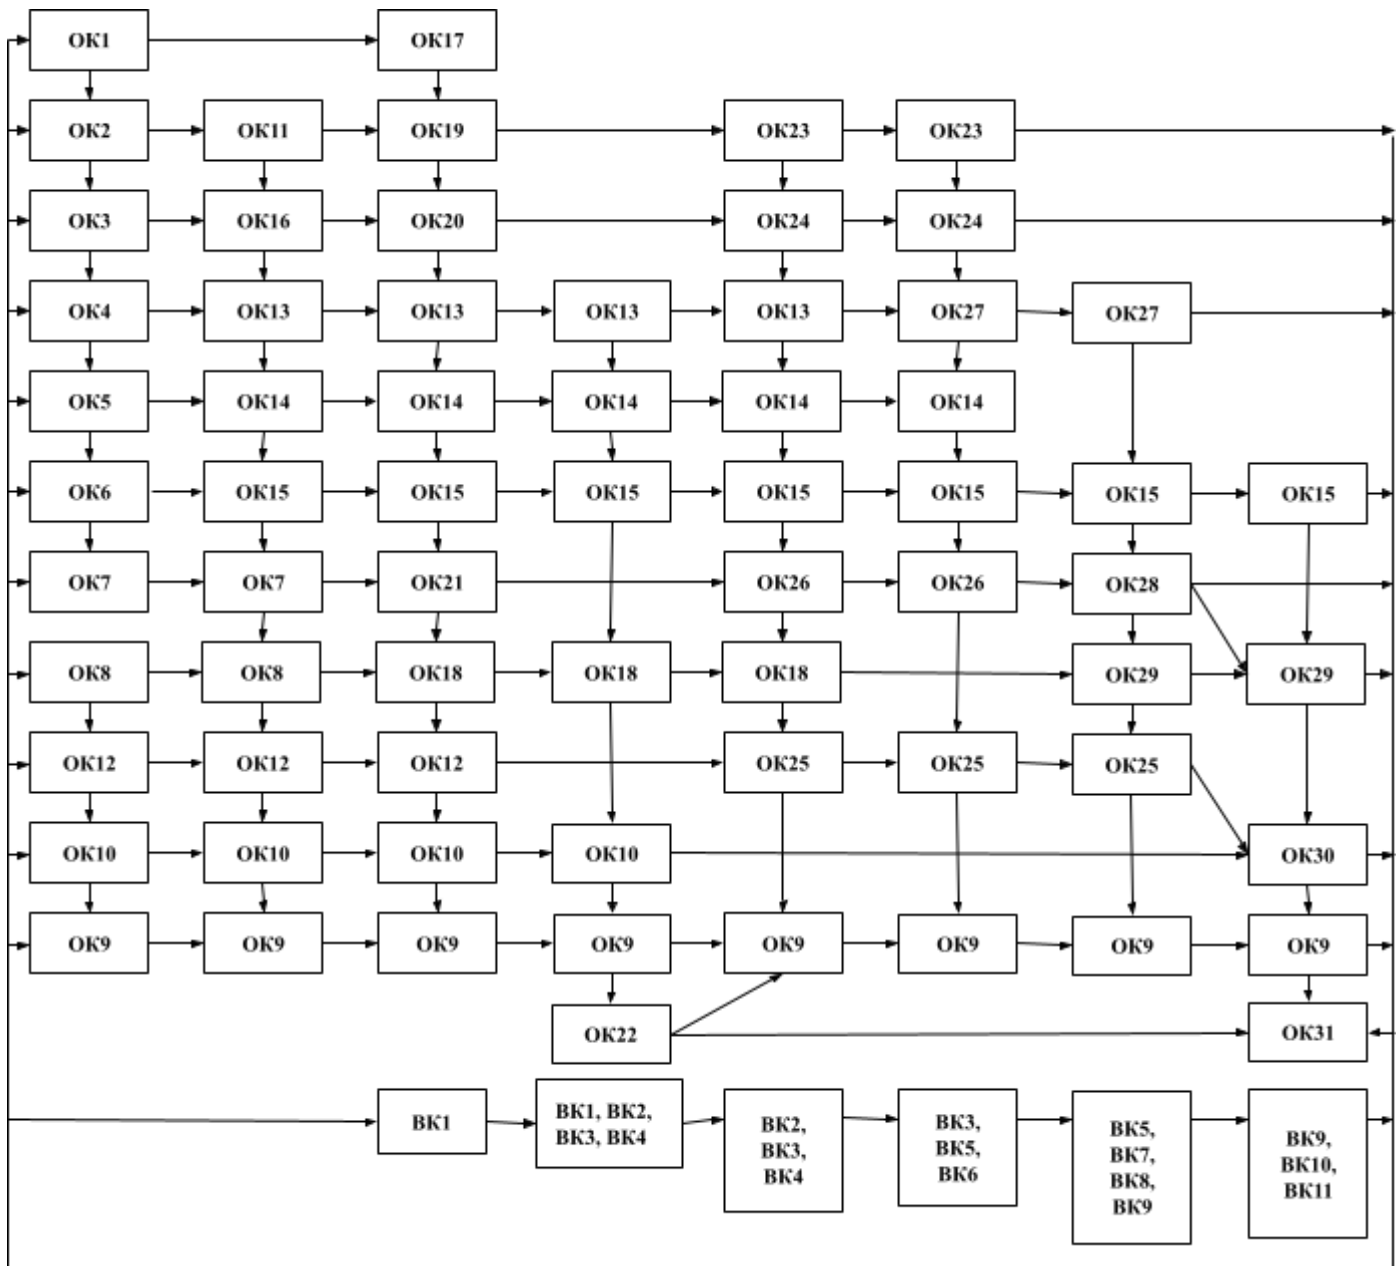 ОК1
ОК17
ОК2
ОК11
ОК19
ОК23
ОК23
ОК3
ОК16
ОК20
ОК24
ОК24
ОК4
ОК13
ОК13
ОК13
ОК13
ОК27
ОК27
ОК5
ОК14
ОК14
ОК14
ОК14
ОК14
ОК6
ОК15
ОК15
ОК15
ОК15
ОК15
ОК15
ОК15
ОК7
ОК7
ОК21
ОК26
ОК26
ОК28
ОК8
ОК8
ОК18
ОК18
ОК18
ОК29
ОК29
ОК12
ОК12
ОК12
ОК25
ОК25
ОК25
ОК10
ОК10
ОК10
ОК10
ОК30
ОК9
ОК9
ОК9
ОК9
ОК9
ОК9
ОК9
ОК9
ОК22
ОК31
ВК1
ВК1, ВК2,
ВК3, ВК4
ВК2,
ВК3,
ВК4
ВК3,
ВК5,
ВК6
ВК5,
ВК7,
ВК8,
ВК9
ВК9,
ВК10,
ВК11